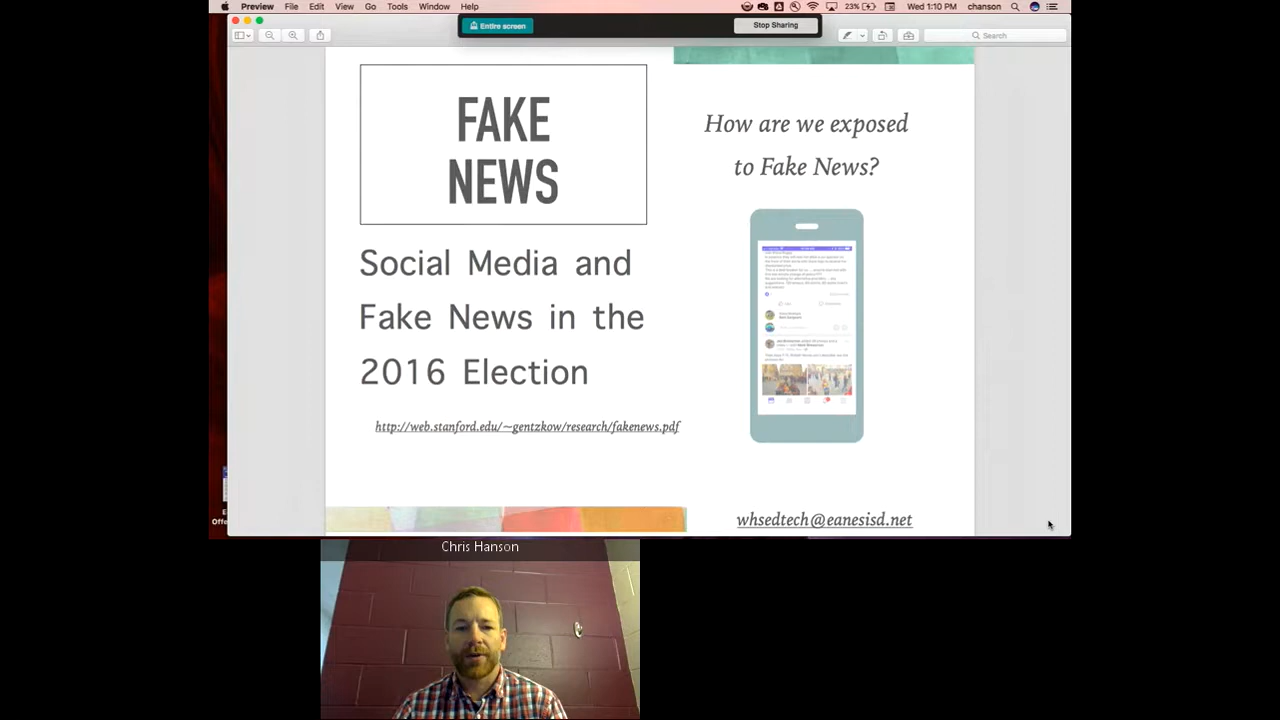 Preview File Edit View Go Tools Window Help
23%
Wed 1:10 PM chanson
Entire screen
Stop Sharing
Search
FAKE
NEWS
Social Media and
Fake News in the
2016 Election
http://web.stanford.edu/~gentzkow/research/fakenews.pdf
How are we exposed
to Fake News?
whsedtech@eanesisd.net
Chris Hanson